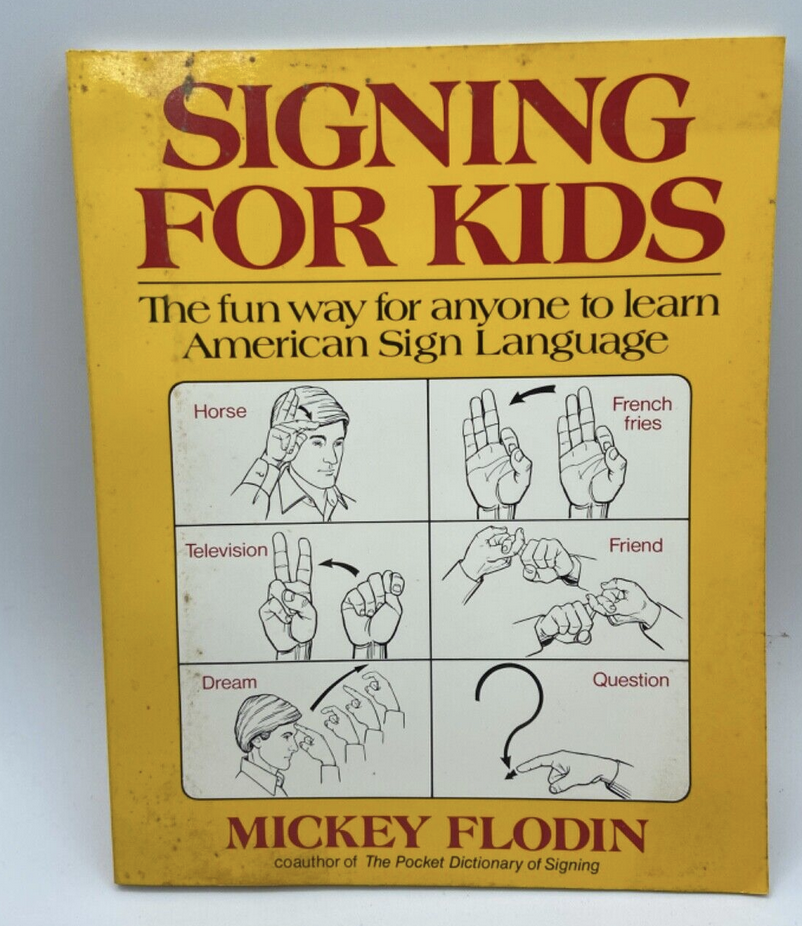 SIGNING
FOR KIDS
The fun way for anyone to learn
American Sign Language
Horse
French
fries
Television
Friend
Dream
Question
MICKEY FLODIN
coauthor of The Pocket Dictionary of Signing